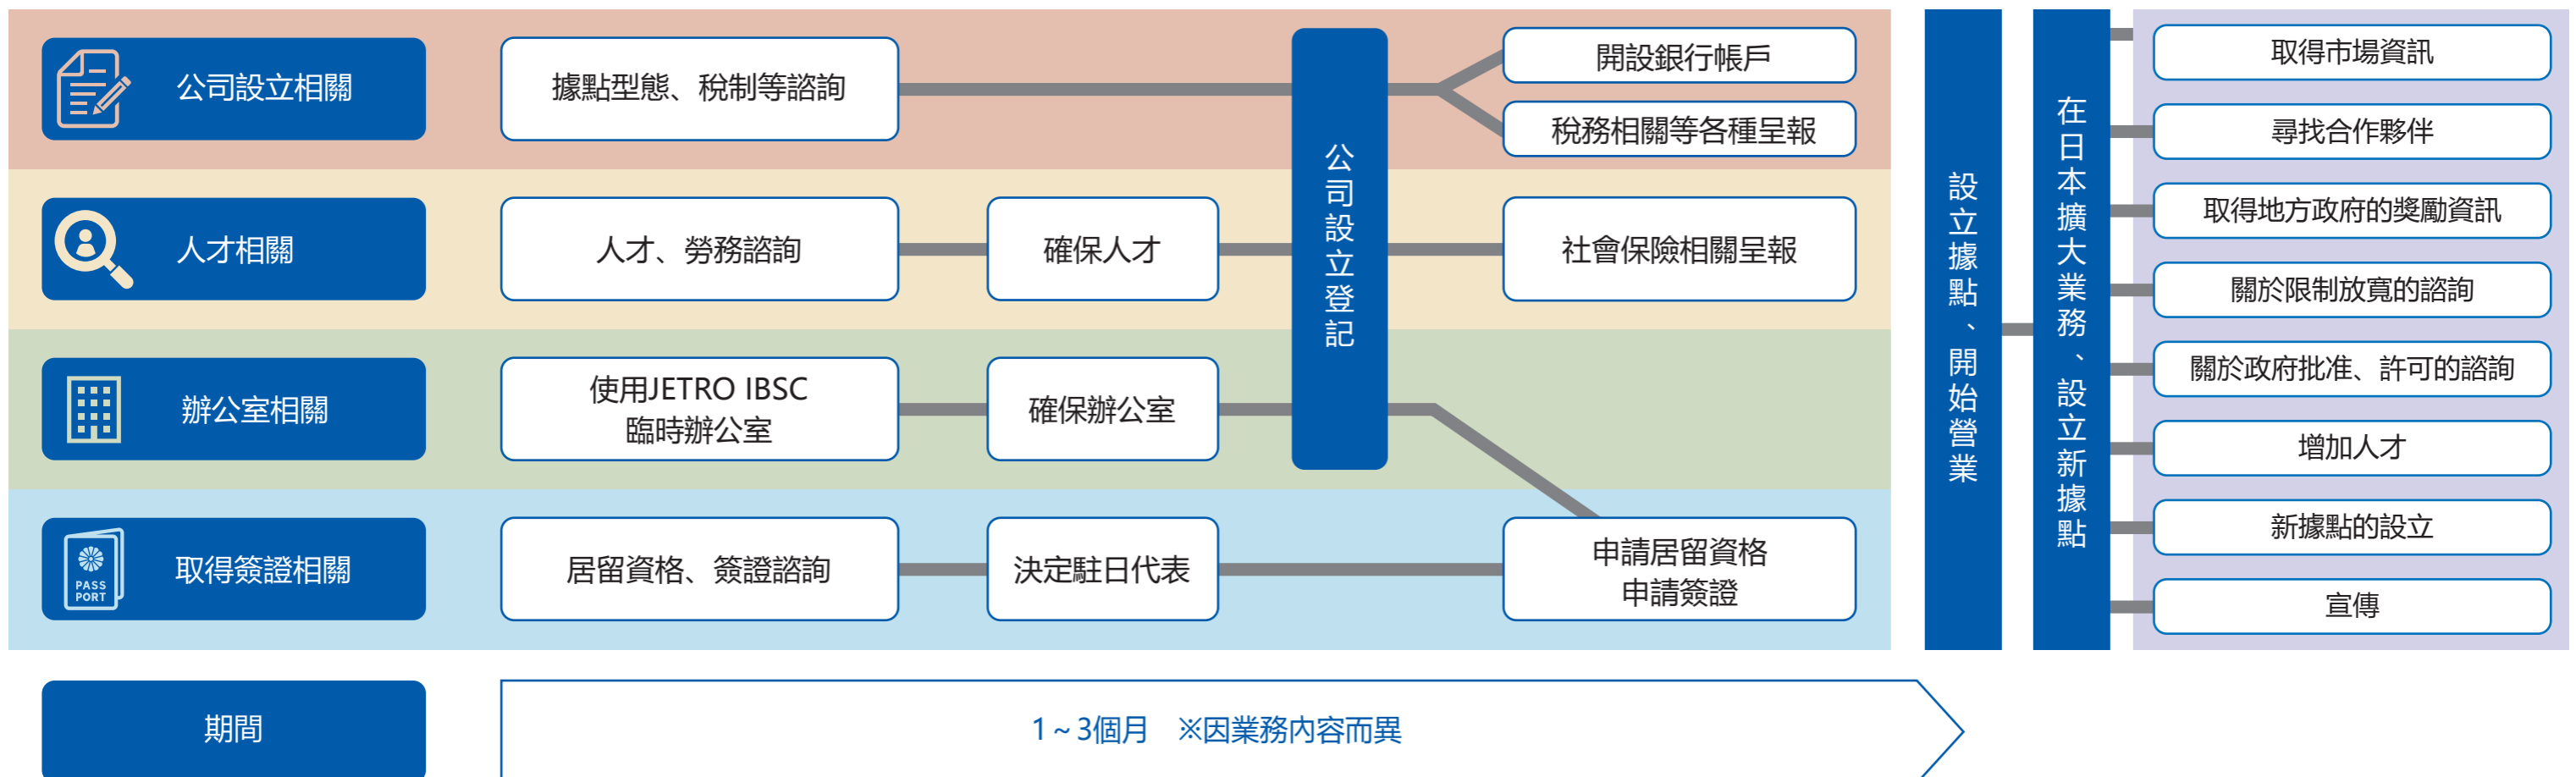 公司設立相關
據點型態、稅制等諮詢
開設銀行帳戶
稅務相關等各種呈報
公司設立登記
人才相關
人才、勞務諮詢
確保人才
社會保險相關呈報
辦公室相關
使用JETRO IBSC
臨時辦公室
確保辦公室
PASS
PORT
取得簽證相關
居留資格、簽證諮詢
決定駐日代表
申請居留資格
申請簽證
設立據點、開始營業
在日本擴大業務、設立新據點
取得市場資訊
尋找合作夥伴
取得地方政府的獎勵資訊
關於限制放寬的諮詢
關於政府批准、許可的諮詢
增加人才
新據點的設立
宣傳
期間
1～3個月　※因業務內容而異